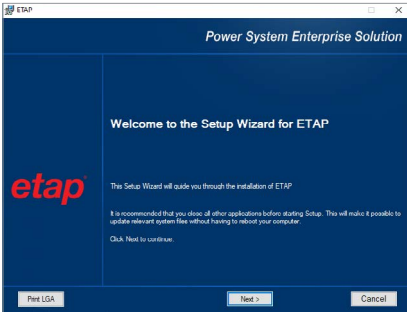 ETAP
Power System Enterprise Solution
Welcome to the Setup Wizard for ETAP
etap
This Setup Wizard will guide you through the installation of ETAP
It is recommended that you close all other applications before starting Setup. This will make it possible to
update relevant system files without having to reboot your computer.
Click Next to continue.
Print LGA
Next >
Cancel